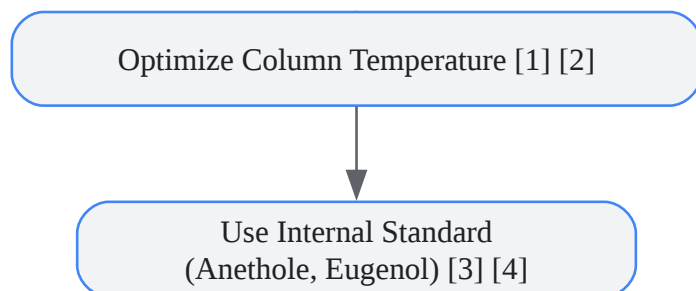 Optimize Column Temperature [1] [2]
Use Internal Standard
(Anethole, Eugenol) [3] [4]